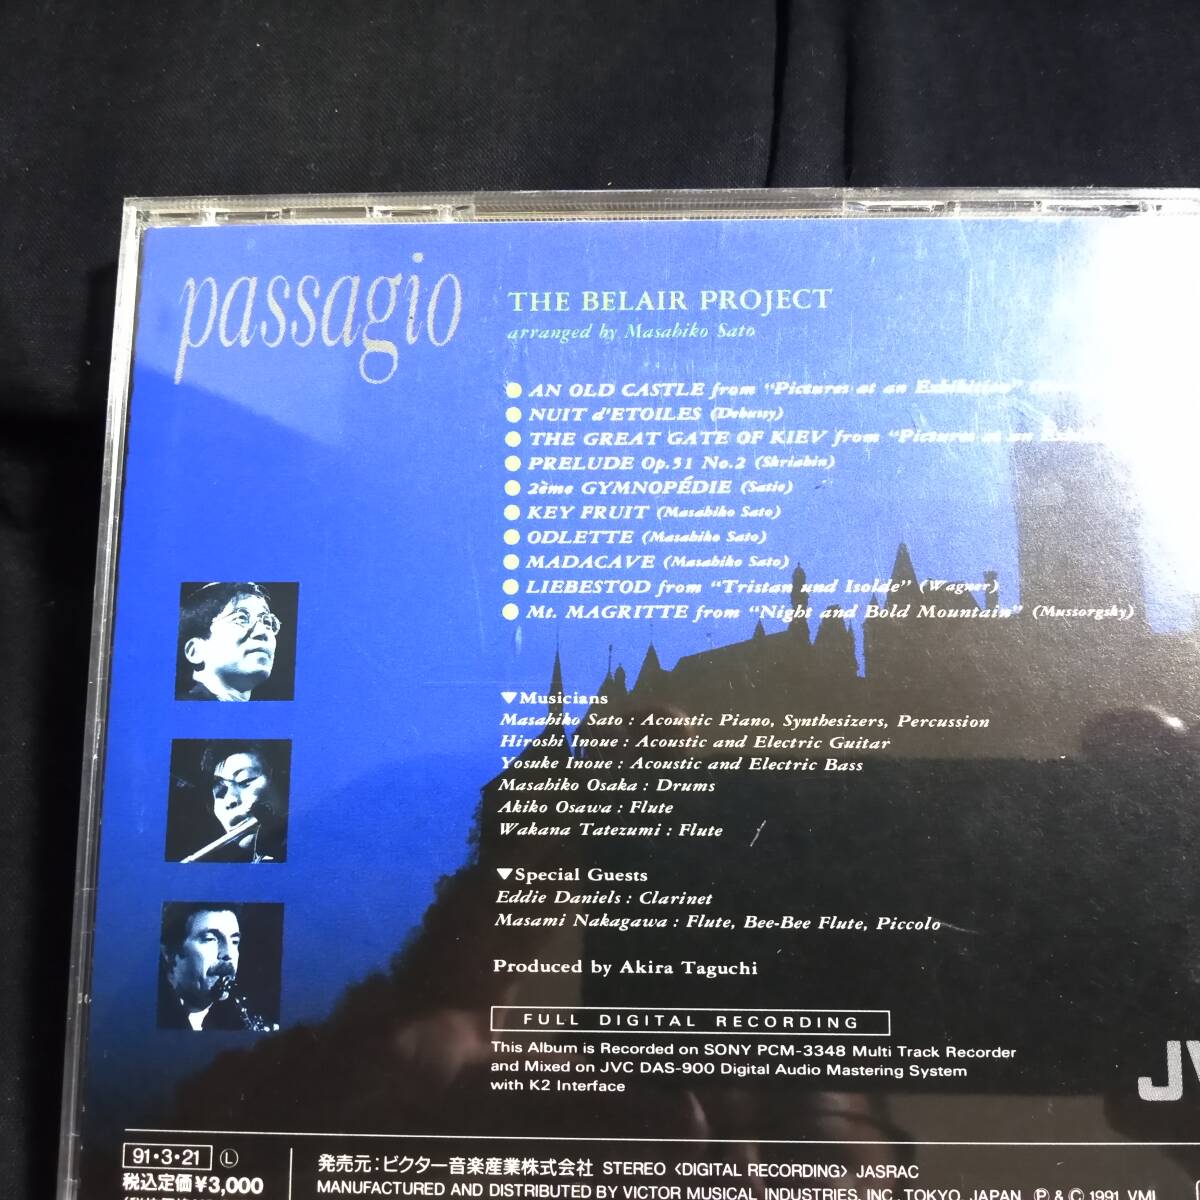 passagio
THE BELAIR PROJECT
arranged by Masahiko Sato
AN OLD CASTLE from "Pictures at an Exhibition"
NUIT d'ETOILES (Debussy)
THE GREAT GATE OF KIEV from "Pictures at an
PRELUDE Op.51 No.2 (Skriabin)
2ème GYMNOPÉDIE (Satie)
KEY FRUIT (Masahiko Sato)
ODLETTE (Masahiko Sato)
MADACAVE (Masahiko Sato)
LIEBESTOD from "Tristan und Isolde" (Wagner)
Mt. MAGRITTE from "Night and Bold Mountain" (Mussorgsky)
▼Musicians
Masahiko Sato : Acoustic Piano, Synthesizers, Percussion
Hiroshi Inoue : Acoustic and Electric Guitar
Yosuke Inoue : Acoustic and Electric Bass
Masahiko Osaka : Drums
Akiko Osawa : Flute
Wakana Tatezumi : Flute
▼Special Guests
Eddie Daniels : Clarinet
Masami Nakagawa : Flute, Bee-Bee Flute, Piccolo
Produced by Akira Taguchi
FULL DIGITAL RECORDING
This Album is Recorded on SONY PCM-3348 Multi Track Recorder
and Mixed on JVC DAS-900 Digital Audio Mastering System
with K2 Interface
JV
91・3・21 Ⓛ
税込定価¥3,000
発売元：ビクター音楽産業株式会社 STEREO〈DIGITAL RECORDING〉JASRAC
MANUFACTURED AND DISTRIBUTED BY VICTOR MUSICAL INDUSTRIES, INC., TOKYO, JAPAN Ⓟ & © 1991 VMI